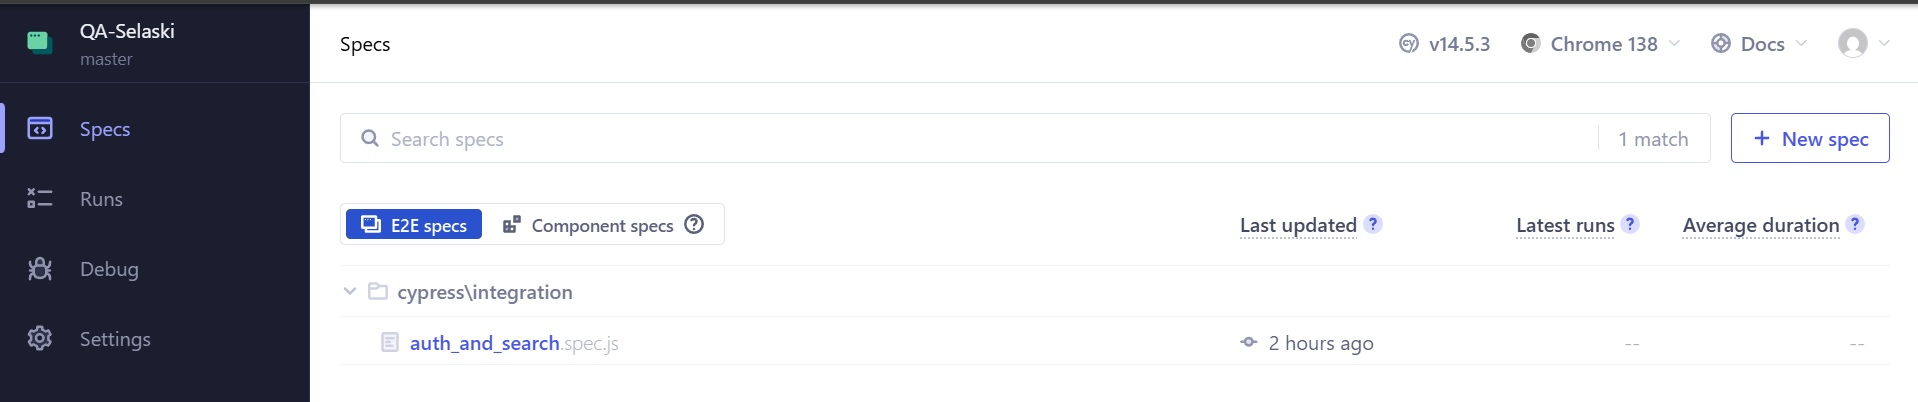 QA-Selaski
master
Specs
Runs
Debug
Settings
Specs
v14.5.3 Chrome 138 Docs
Search specs 1 match + New spec
E2E specs Component specs ? Last updated ? Latest runs ? Average duration ?
cypress\integration
auth_and_search.spec.js 2 hours ago -- --